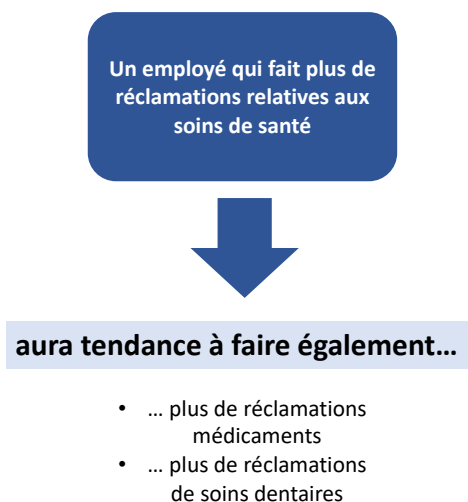 Un employé qui fait plus de
réclamations relatives aux
soins de santé
aura tendance à faire également…
• … plus de réclamations
médicaments
• … plus de réclamations
de soins dentaires